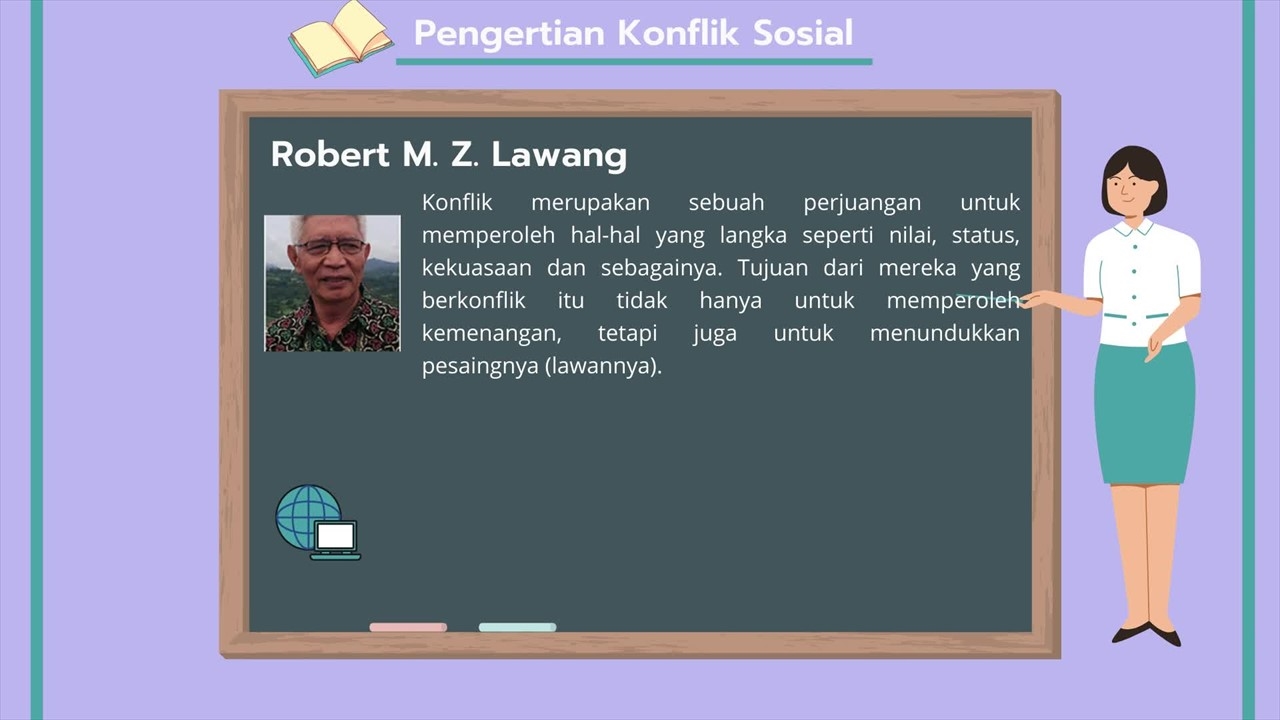 Pengertian Konflik Sosial
Robert M. Z. Lawang
Konflik merupakan sebuah perjuangan untuk
memperoleh hal-hal yang langka seperti nilai, status,
kekuasaan dan sebagainya. Tujuan dari mereka yang
berkonflik itu tidak hanya untuk memperoleh
kemenangan, tetapi juga untuk menundukkan
pesaingnya (lawannya).